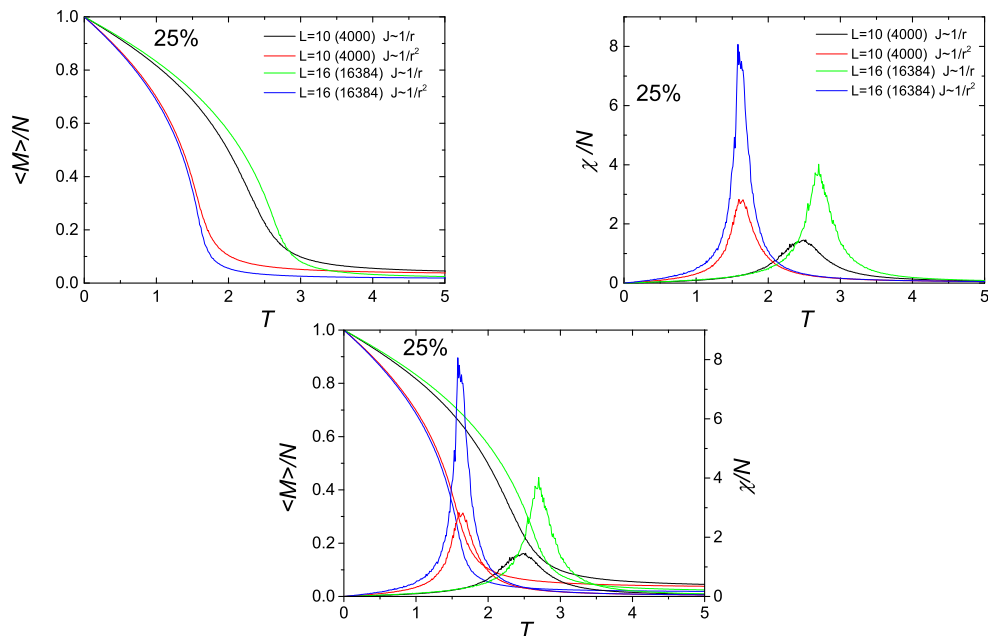 25%
L=10 (4000) J~1/r
L=10 (4000) J~1/r²
L=16 (16384) J~1/r
L=16 (16384) J~1/r²
1.0
0.8
0.6
0.4
0.2
0.0
<M>/N
0 1 2 3 4 5
T
L=10 (4000) J~1/r
L=10 (4000) J~1/r²
L=16 (16384) J~1/r
L=16 (16384) J~1/r²
25%
8
6
4
2
0
χ/N
0 1 2 3 4 5
T
25%
1.0
0.8
0.6
0.4
0.2
0.0
<M>/N
8
6
4
2
0
χ/N
0 1 2 3 4 5
T